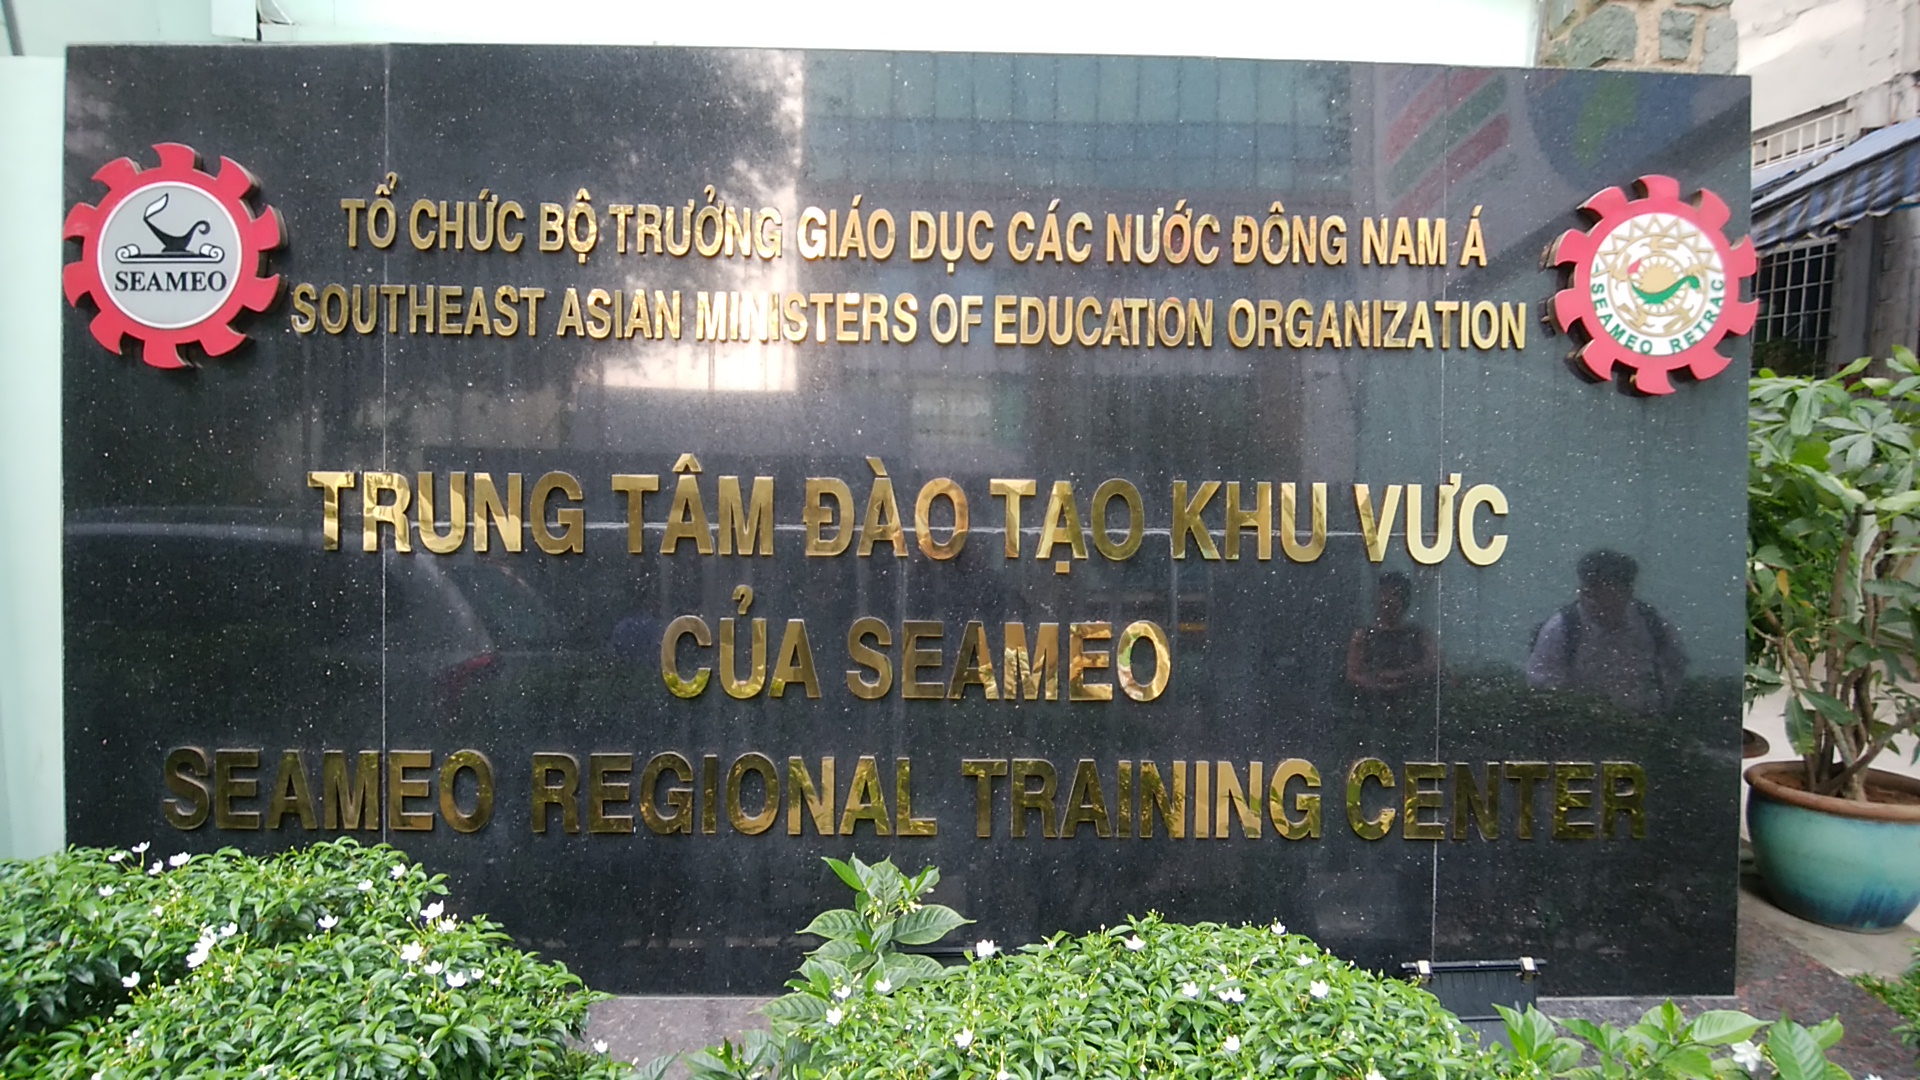 TỔ CHỨC BỘ TRƯỞNG GIÁO DỤC CÁC NƯỚC ĐÔNG NAM Á
SEAMEO
SOUTHEAST ASIAN MINISTERS OF EDUCATION ORGANIZATION
SEAMEO RETRAC
TRUNG TÂM ĐÀO TẠO KHU VƯC
CỦA SEAMEO
SEAMEO REGIONAL TRAINING CENTER